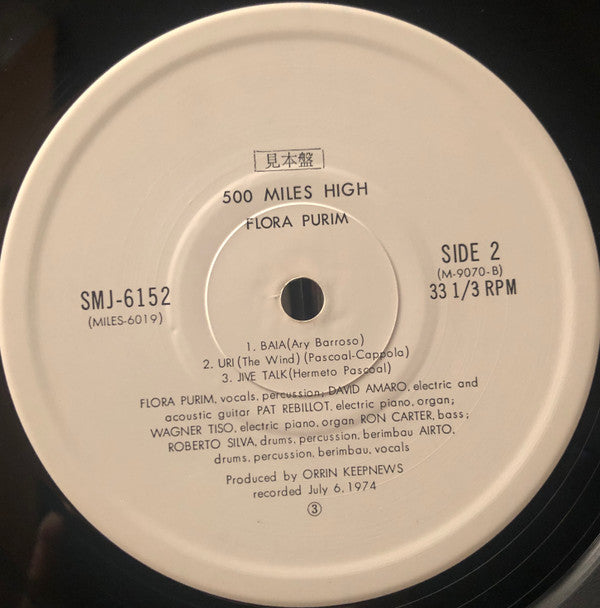 見本盤
500 MILES HIGH
FLORA PURIM
SMJ-6152
(MILES-6019)
SIDE 2
(M-9070-B)
33 1/3 RPM
1. BAIA(Ary Barroso)
2. URI(The Wind) (Pascoal-Cappola)
3. JIVE TALK(Hermeto Pascoal)
FLORA PURIM, vocals, percussion; DAVID AMARO, electric and
acoustic guitar PAT REBILLOT, electric piano, organ;
WAGNER TISO, electric piano, organ RON CARTER, bass;
ROBERTO SILVA, drums, percussion, berimbau AIRTO,
drums, percussion, berimbau, vocals
Produced by ORRIN KEEPNEWS
recorded July 6, 1974
③